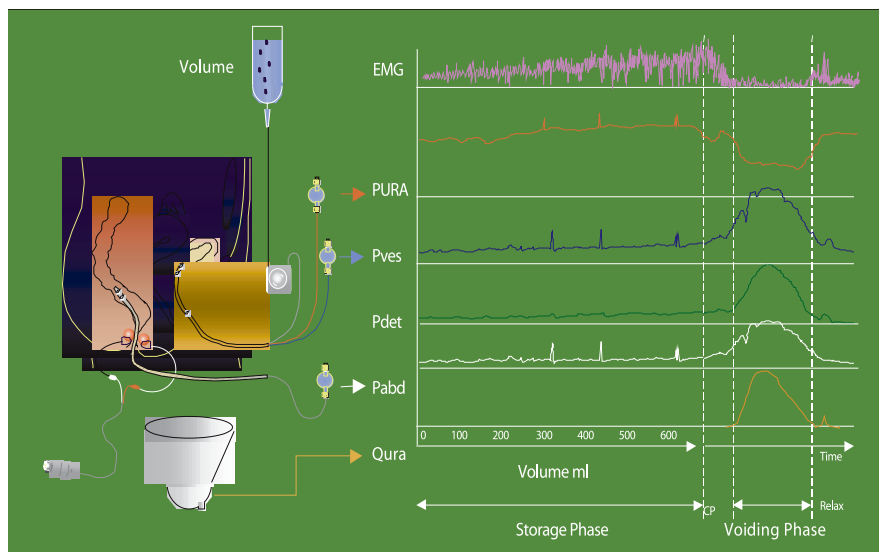 Volume
EMG
PURA
Pves
Pdet
Pabd
Qura
0 100 200 300 400 500 600
Time
Volume ml
CP
Relax
Storage Phase
Voiding Phase